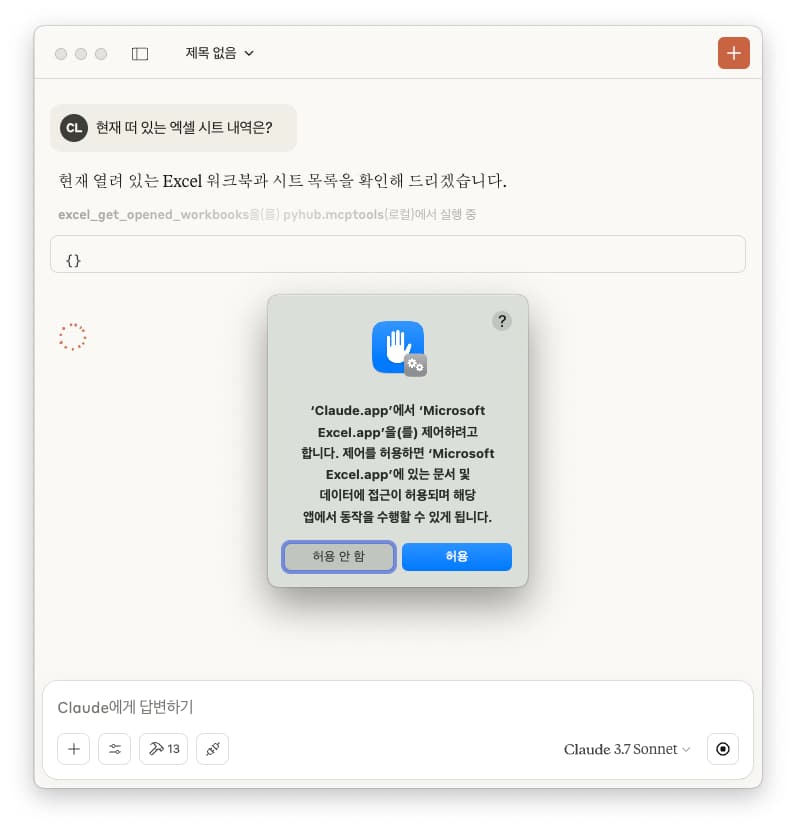 제목 없음
CL 현재 떠 있는 엑셀 시트 내역은?
현재 열려 있는 Excel 워크북과 시트 목록을 확인해 드리겠습니다.
excel_get_opened_workbooks을(를) pyhub.mcptools(로컬)에서 실행 중
{}
?
‘Claude.app’에서 ‘Microsoft
Excel.app’을(를) 제어하려고
합니다. 제어를 허용하면 ‘Microsoft
Excel.app’에 있는 문서 및
데이터에 접근이 허용되며 해당
앱에서 동작을 수행할 수 있게 됩니다.
허용 안 함 허용
Claude에게 답변하기
13 Claude 3.7 Sonnet